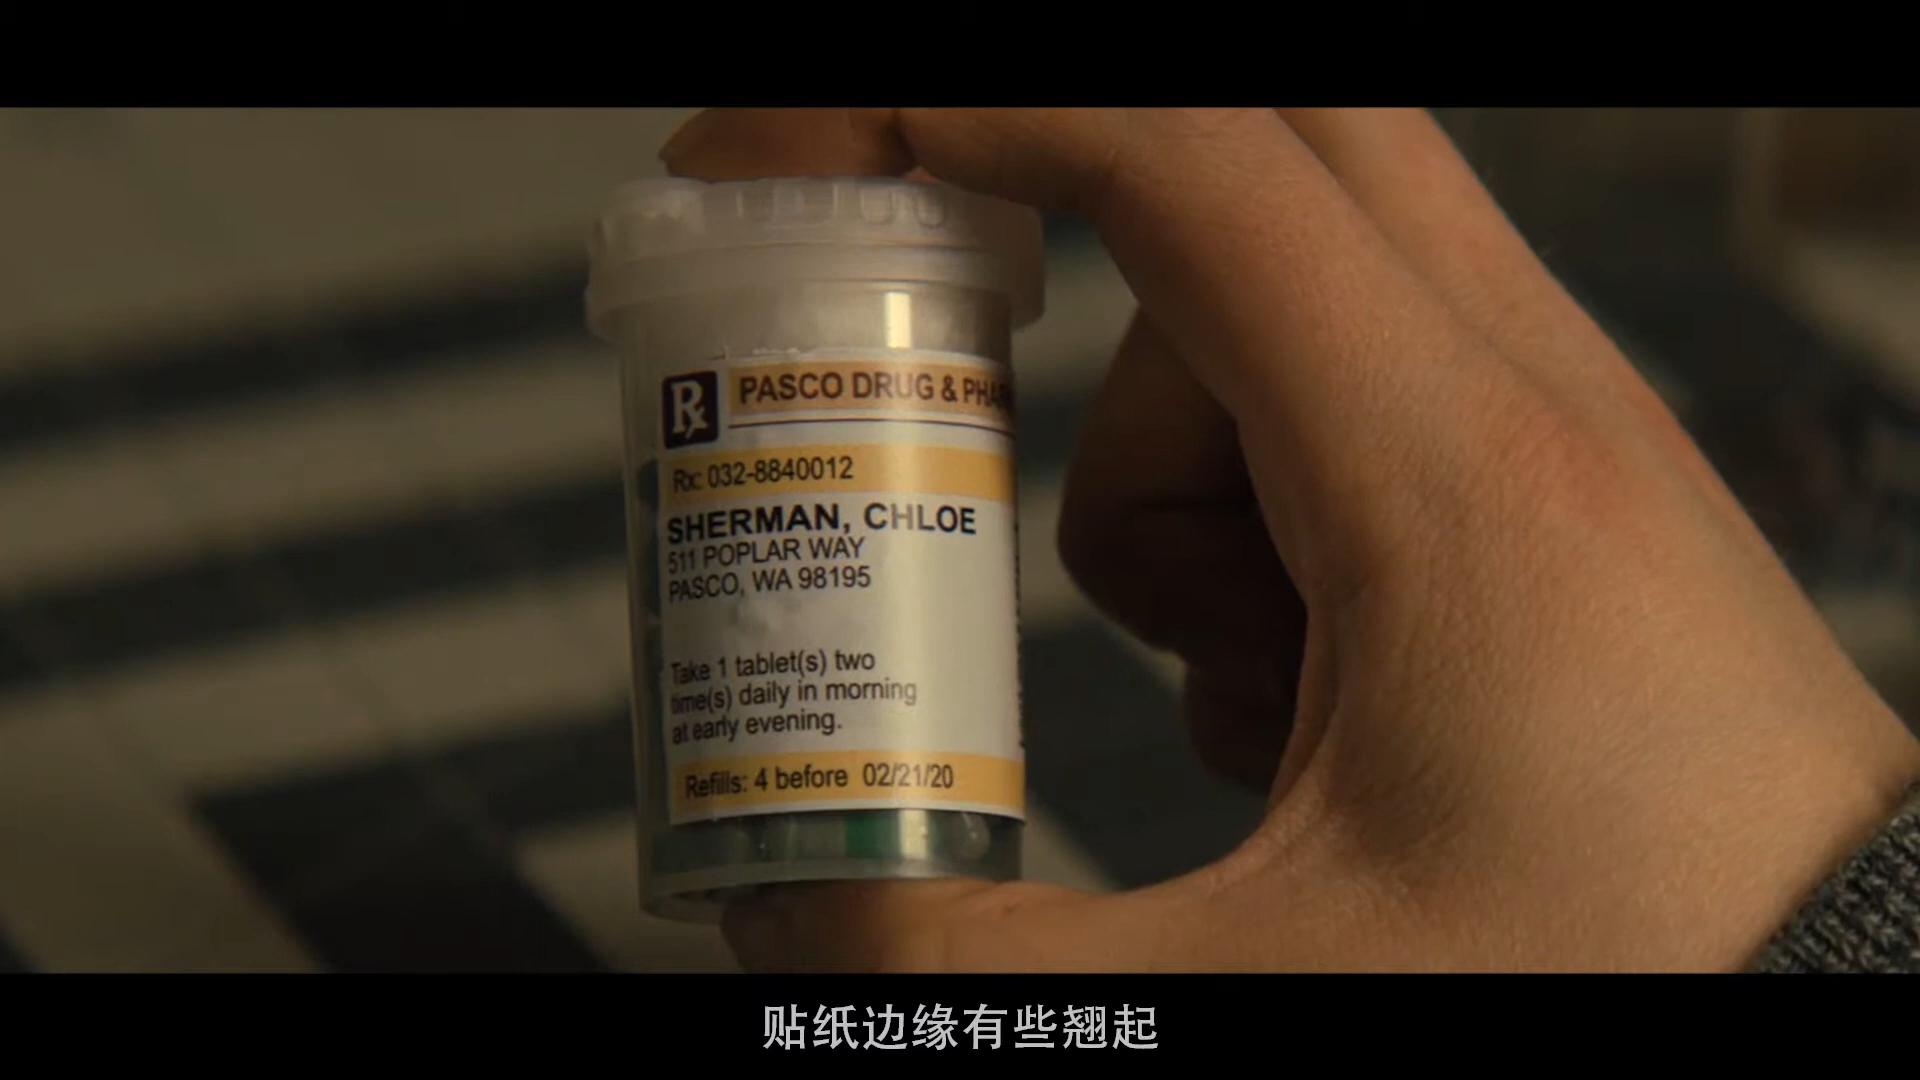 Rx PASCO DRUG & PHAR
Rx: 032-8840012
SHERMAN, CHLOE
511 POPLAR WAY
PASCO, WA 98195
Take 1 tablet(s) two
time(s) daily in morning
at early evening.
Refills: 4 before 02/21/20
贴纸边缘有些翘起